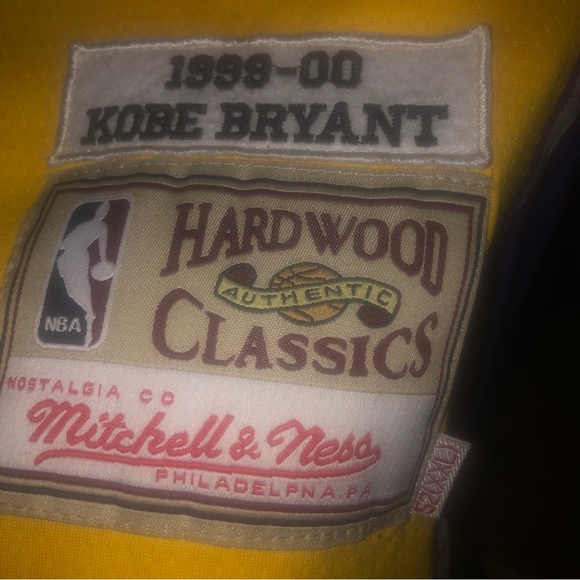 1999-00
KOBE BRYANT
NBA
HARDWOOD
AUTHENTIC
CLASSICS
NOSTALGIA CO
Mitchell & Ness
PHILADELPNA.PA.